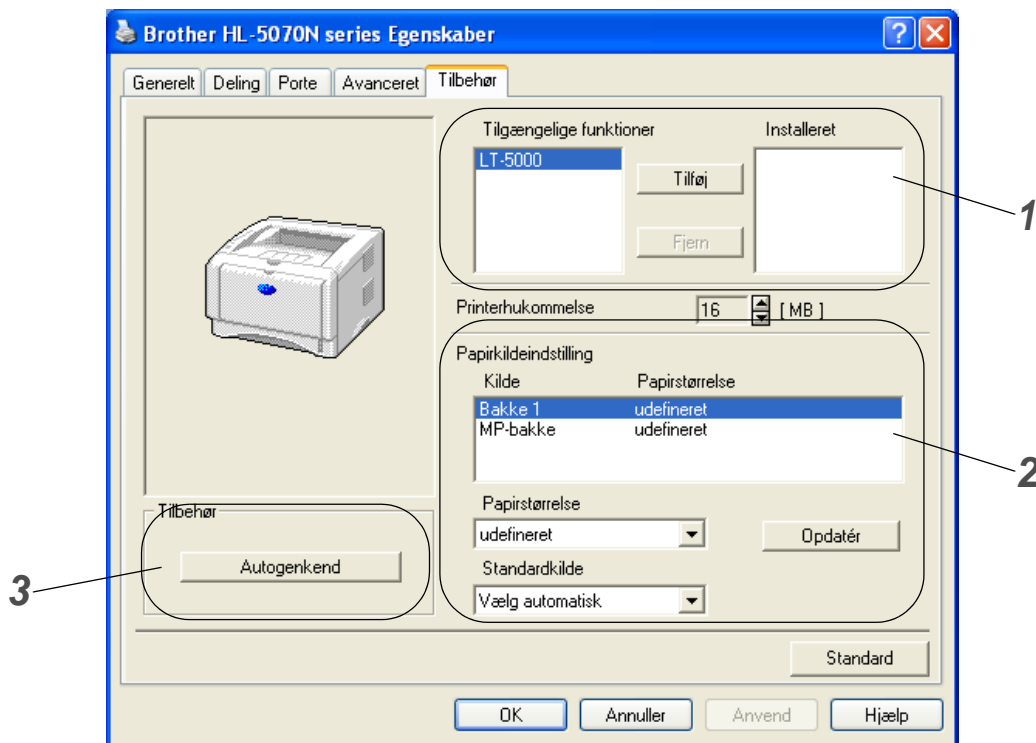 Brother HL-5070N series Egenskaber
Generelt Deling Porte Avanceret Tilbehør
Tilgængelige funktioner Installeret
LT-5000
Tilføj
Fjern
1
Printerhukommelse 16 [ MB ]
Papirkildeindstilling
Kilde Papirstørrelse
Bakke 1 udefineret
MP-bakke udefineret
2
Papirstørrelse
udefineret Opdatér
Standardkilde
Vælg automatisk
Tilbehør
Autogenkend
3
Standard
OK Annuller Anvend Hjælp